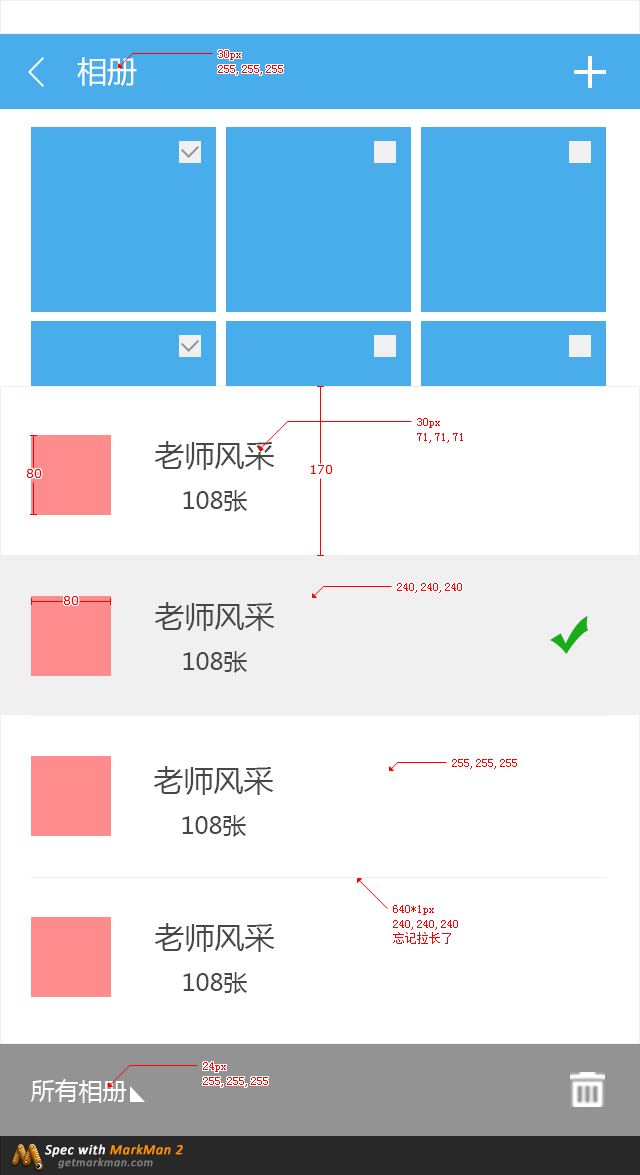 相册
30px
255, 255, 255
30px
71, 71, 71
老师风采
80
170
108张
240, 240, 240
80
老师风采
108张
255, 255, 255
老师风采
108张
640*1px
240, 240, 240
忘记拉长了
老师风采
108张
24px
255, 255, 255
所有相册
Spec with MarkMan 2
getmarkman.com